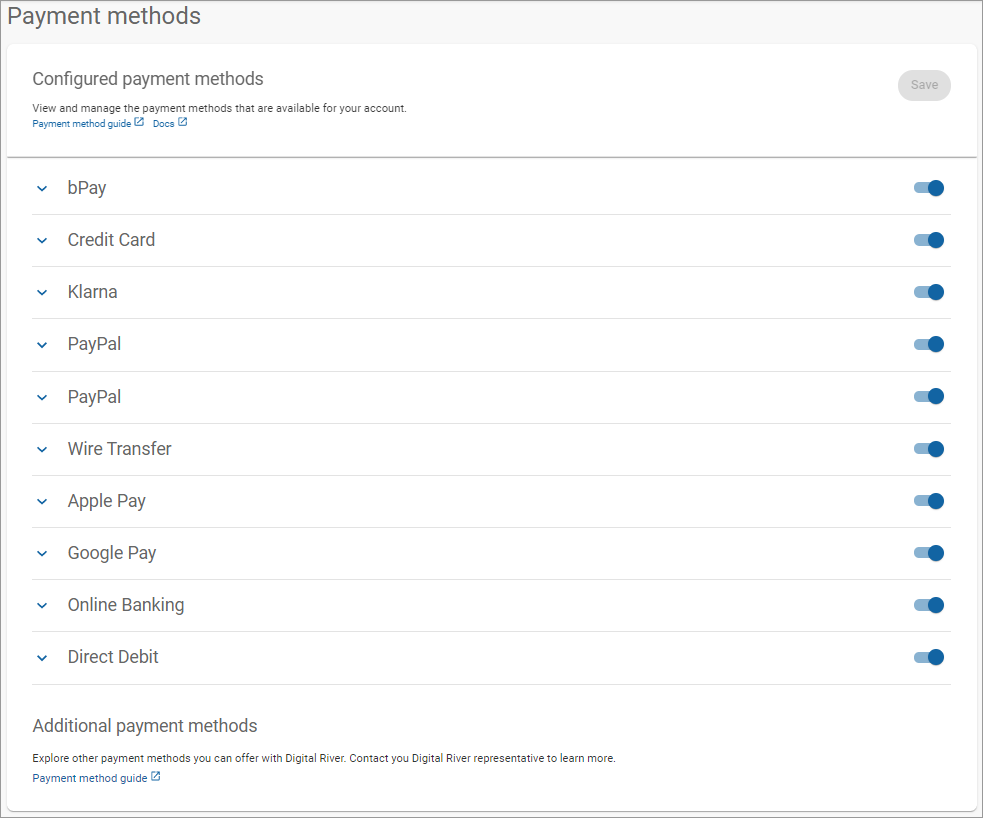 Payment methods
Configured payment methods
Save
View and manage the payment methods that are available for your account.
Payment method guide Docs
bPay
Credit Card
Klarna
PayPal
PayPal
Wire Transfer
Apple Pay
Google Pay
Online Banking
Direct Debit
Additional payment methods
Explore other payment methods you can offer with Digital River. Contact you Digital River representative to learn more.
Payment method guide